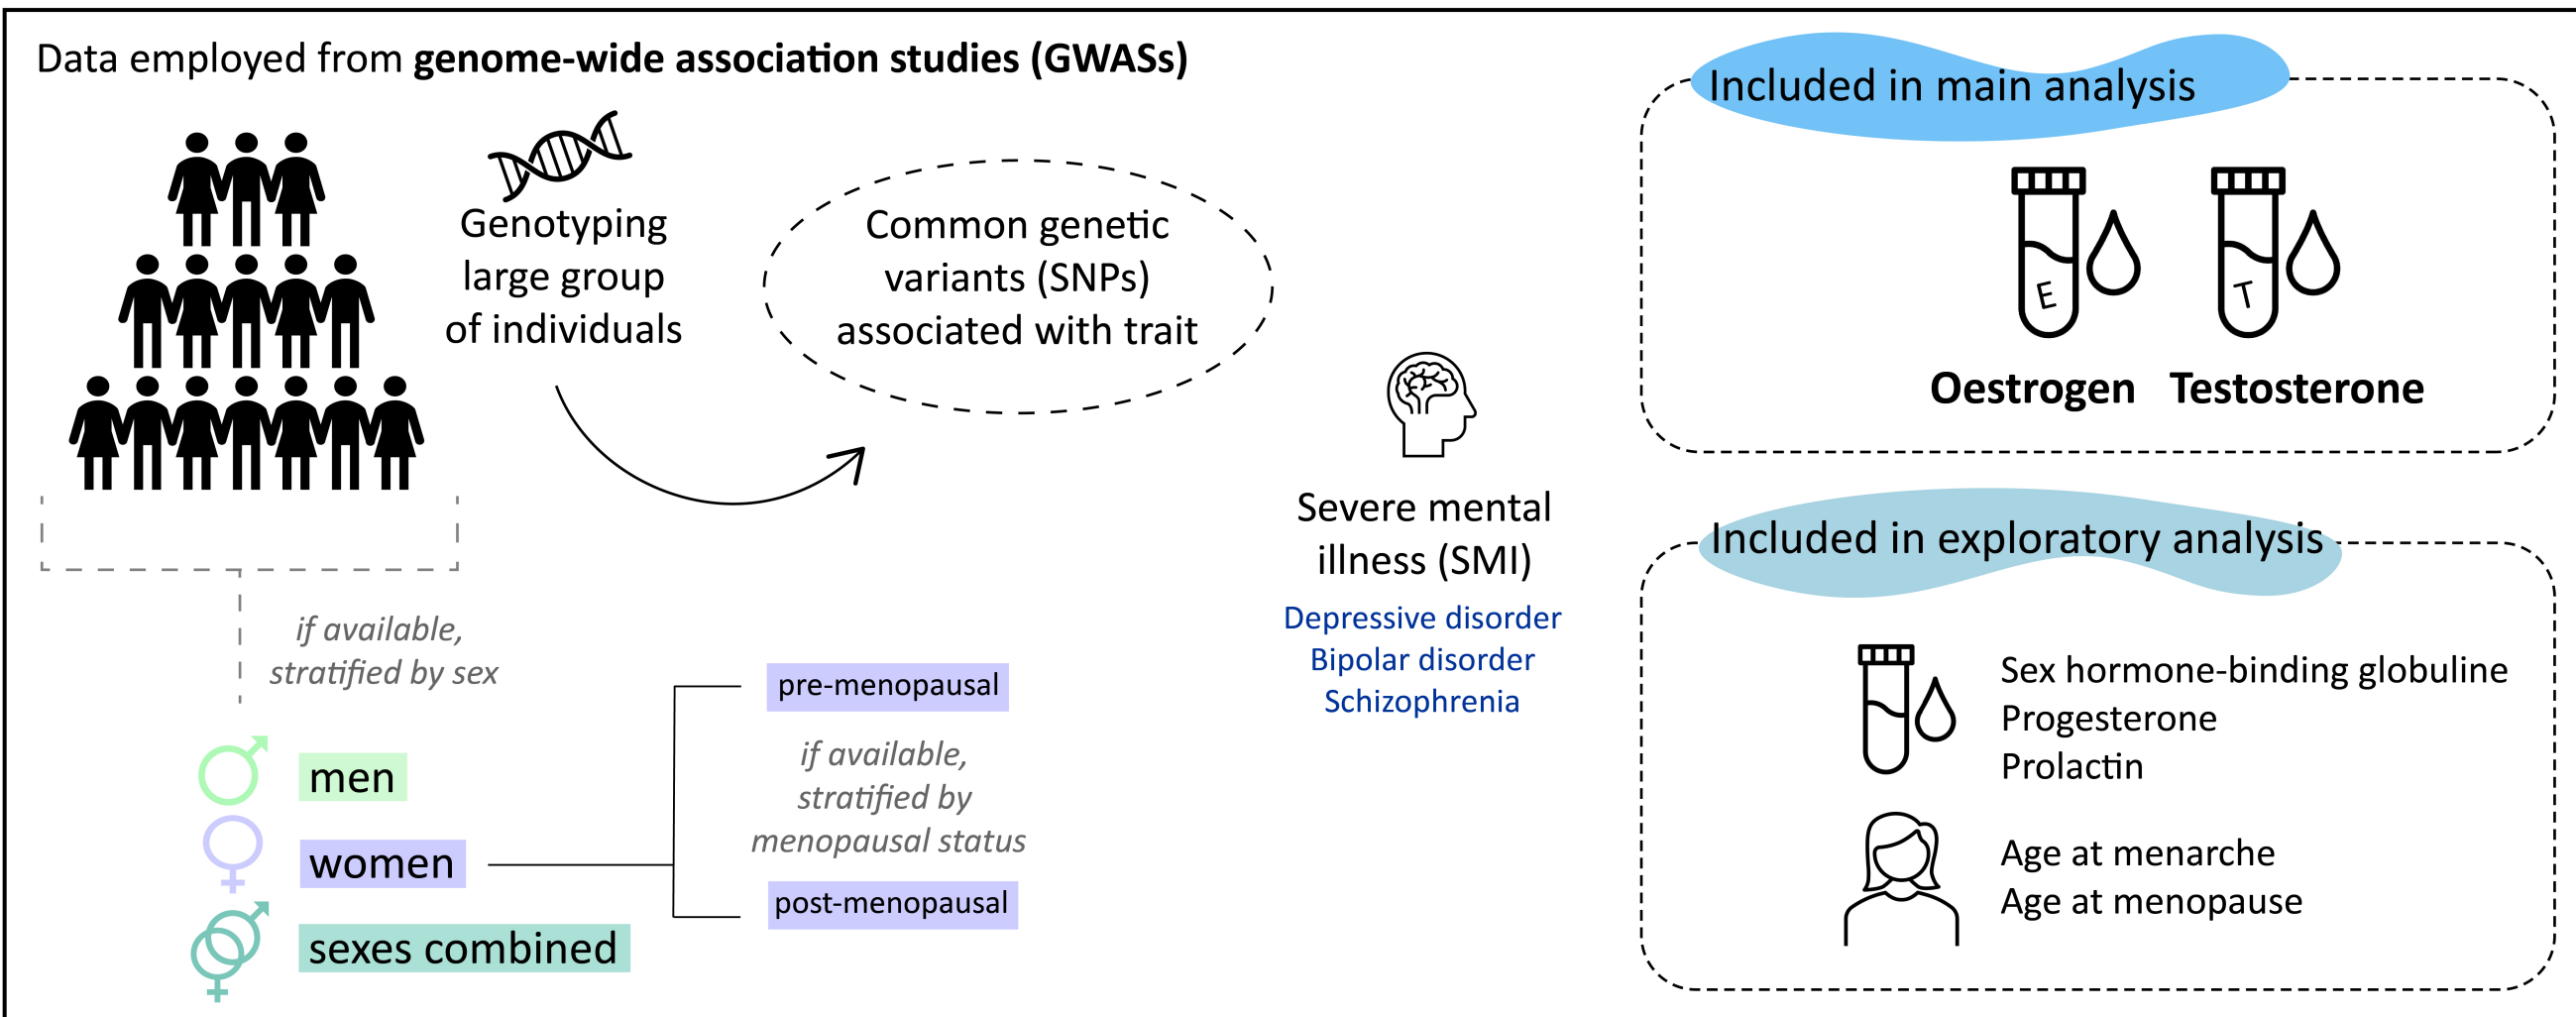 Data employed from genome-wide association studies (GWASs)
Genotyping
large group
of individuals
Common genetic
variants (SNPs)
associated with trait
if available,
stratified by sex
men
women
sexes combined
pre-menopausal
if available,
stratified by
menopausal status
post-menopausal
Severe mental
illness (SMI)
Depressive disorder
Bipolar disorder
Schizophrenia
Included in main analysis
E
T
Oestrogen Testosterone
Included in exploratory analysis
Sex hormone-binding globuline
Progesterone
Prolactin
Age at menarche
Age at menopause